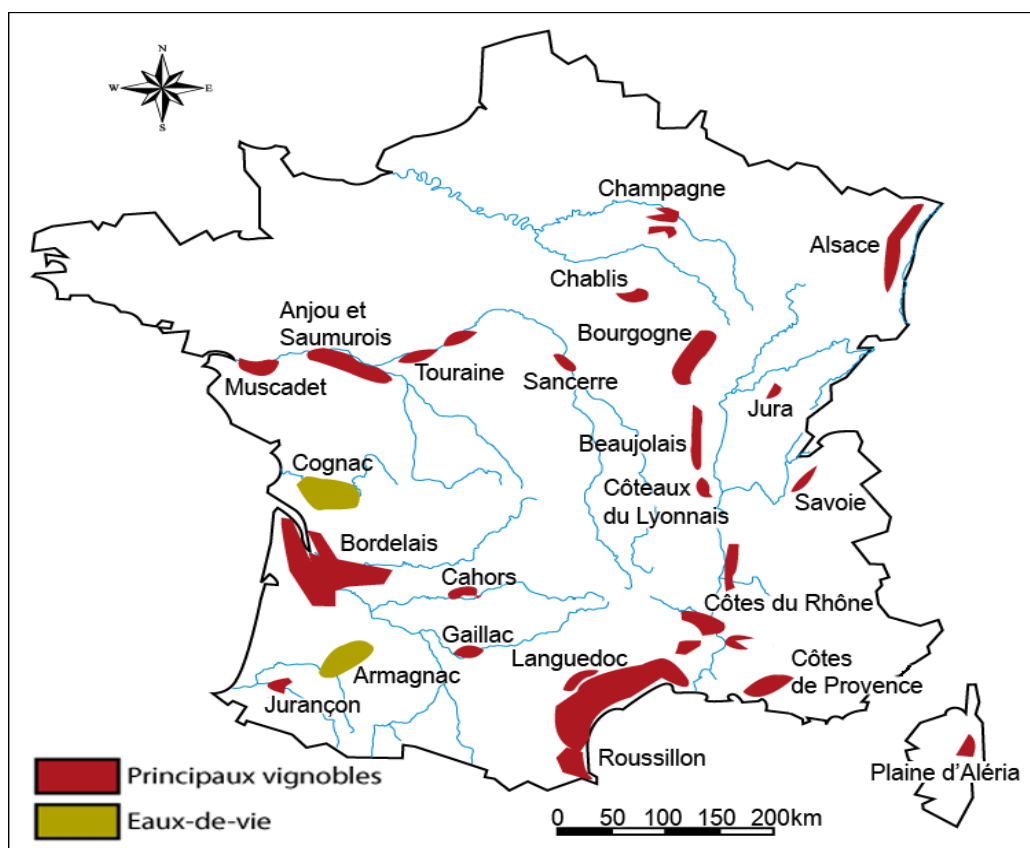 N
W E
S
Champagne
Alsace
Chablis
Anjou et
Saumurois
Bourgogne
Muscadet
Touraine
Sancerre
Jura
Beaujolais
Cognac
Côteaux
du Lyonnais
Savoie
Bordelais
Cahors
Côtes du Rhône
Gaillac
Languedoc
Armagnac
Côtes
de Provence
Jurançon
Roussillon
Plaine d'Aléria
Principaux vignobles
Eaux-de-vie
0 50 100 150 200km